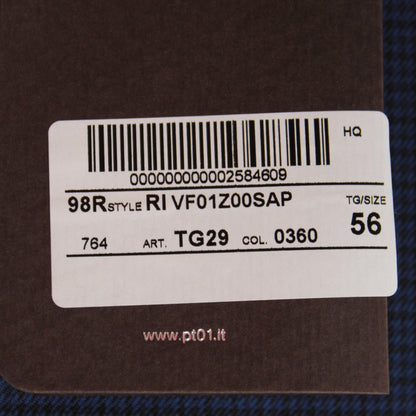 HQ
000000000002584609
98R STYLE RI VF01Z00SAP TG/SIZE
764 ART. TG29 COL. 0360 56
www.pt01.it